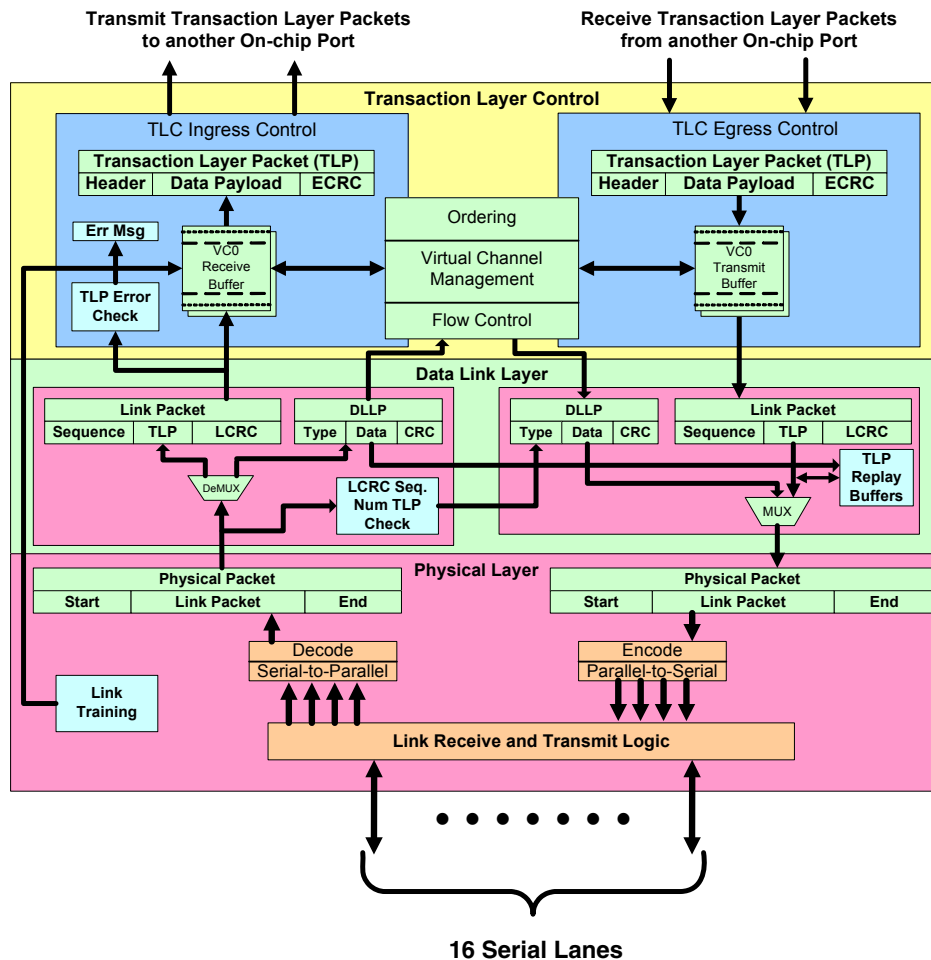 Transmit Transaction Layer Packets
to another On-chip Port
Receive Transaction Layer Packets
from another On-chip Port
Transaction Layer Control
TLC Ingress Control
TLC Egress Control
Transaction Layer Packet (TLP)
Header Data Payload ECRC
Transaction Layer Packet (TLP)
Header Data Payload ECRC
Err Msg
VC0
Receive
Buffer
Ordering
Virtual Channel
Management
Flow Control
VC0
Transmit
Buffer
TLP Error
Check
Data Link Layer
Link Packet
Sequence TLP LCRC
DLLP
Type Data CRC
DLLP
Type Data CRC
Link Packet
Sequence TLP LCRC
DeMUX
LCRC Seq.
Num TLP
Check
TLP
Replay
Buffers
MUX
Physical Layer
Physical Packet
Start Link Packet End
Physical Packet
Start Link Packet End
Decode
Serial-to-Parallel
Encode
Parallel-to-Serial
Link
Training
Link Receive and Transmit Logic
16 Serial Lanes